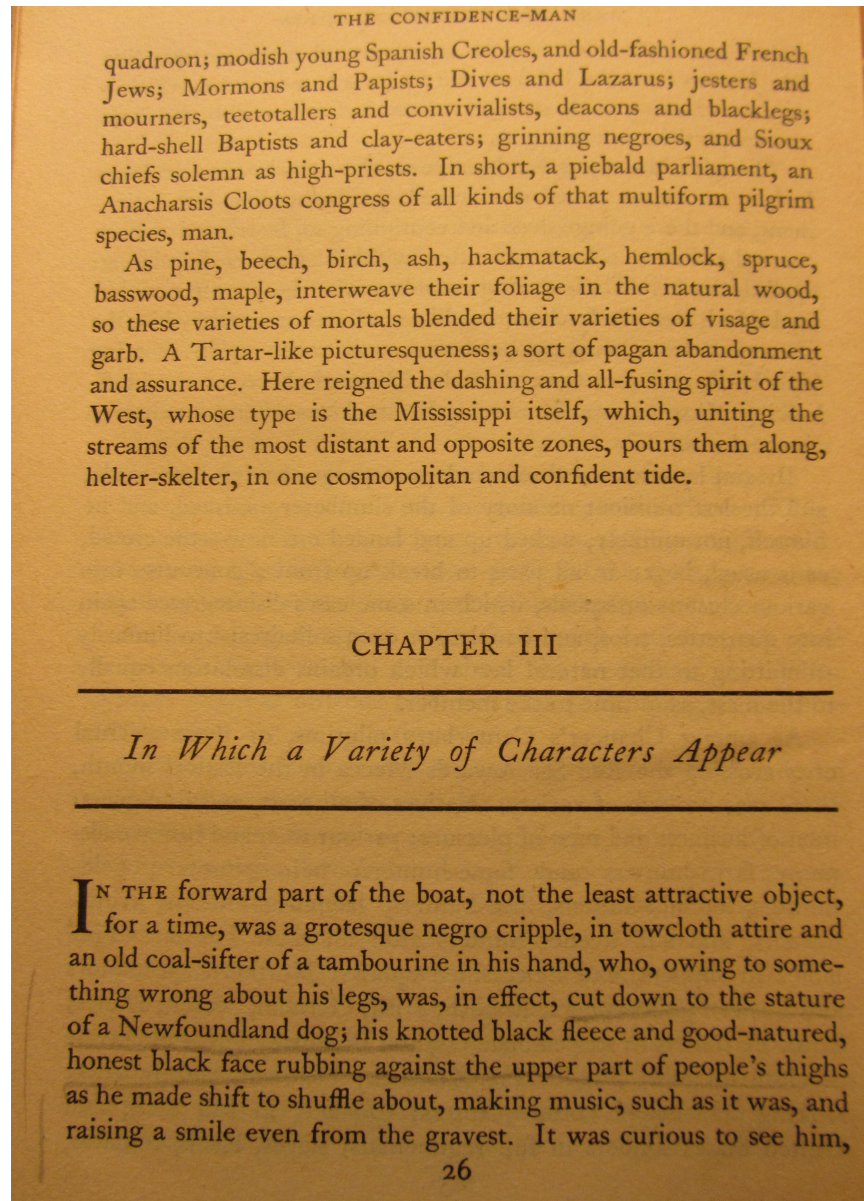 THE CONFIDENCE-MAN
quadroon; modish young Spanish Creoles, and old-fashioned French
Jews; Mormons and Papists; Dives and Lazarus; jesters and
mourners, teetotallers and convivialists, deacons and blacklegs;
hard-shell Baptists and clay-eaters; grinning negroes, and Sioux
chiefs solemn as high-priests. In short, a piebald parliament, an
Anacharsis Cloots congress of all kinds of that multiform pilgrim
species, man.
As pine, beech, birch, ash, hackmatack, hemlock, spruce,
basswood, maple, interweave their foliage in the natural wood,
so these varieties of mortals blended their varieties of visage and
garb. A Tartar-like picturesqueness; a sort of pagan abandonment
and assurance. Here reigned the dashing and all-fusing spirit of the
West, whose type is the Mississippi itself, which, uniting the
streams of the most distant and opposite zones, pours them along,
helter-skelter, in one cosmopolitan and confident tide.
CHAPTER III
In Which a Variety of Characters Appear
IN THE forward part of the boat, not the least attractive object,
for a time, was a grotesque negro cripple, in towcloth attire and
an old coal-sifter of a tambourine in his hand, who, owing to some-
thing wrong about his legs, was, in effect, cut down to the stature
of a Newfoundland dog; his knotted black fleece and good-natured,
honest black face rubbing against the upper part of people's thighs
as he made shift to shuffle about, making music, such as it was, and
raising a smile even from the gravest. It was curious to see him,
26